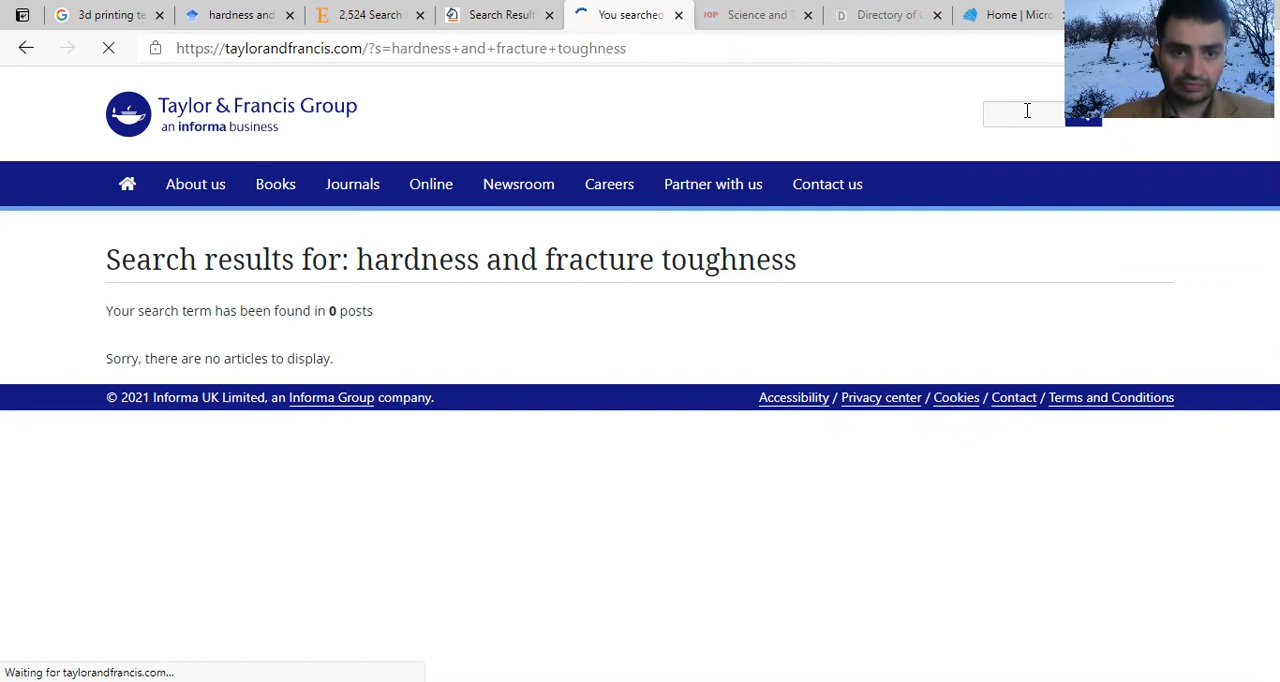 3d printing te
hardness and
2,524 Search
Search Result
You searched
IOP Science and T
Directory of
Home | Micro
https://taylorandfrancis.com/?s=hardness+and+fracture+toughness
Taylor & Francis Group
an informa business
About us Books Journals Online Newsroom Careers Partner with us Contact us
Search results for: hardness and fracture toughness
Your search term has been found in 0 posts
Sorry, there are no articles to display.
© 2021 Informa UK Limited, an Informa Group company.
Accessibility / Privacy center / Cookies / Contact / Terms and Conditions
Waiting for taylorandfrancis.com...